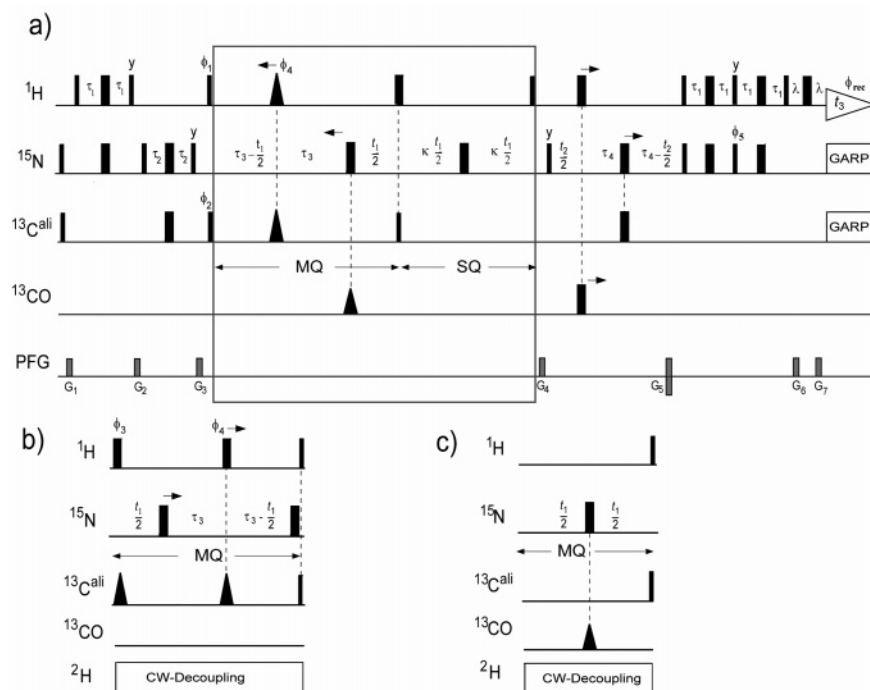 a)
y ϕ1 ϕ4 y ϕrec
1H τ1 τ1 τ1 τ1 τ1 τ1 λ λ t3
y y ϕ5
15N τ2 τ2 τ3 - t1/2 τ3 t1/2 κ t1/2 κ t1/2 t2/2 τ4 τ4 - t2/2 GARP
ϕ2
13Cali GARP
MQ SQ
13CO
PFG
G1 G2 G3 G4 G5 G6 G7
b)
ϕ3 ϕ4
1H
15N t1/2 τ3 τ3 - t1/2
MQ
13Cali
13CO
2H CW-Decoupling
c)
1H
15N t1/2 t1/2
MQ
13Cali
13CO
2H CW-Decoupling